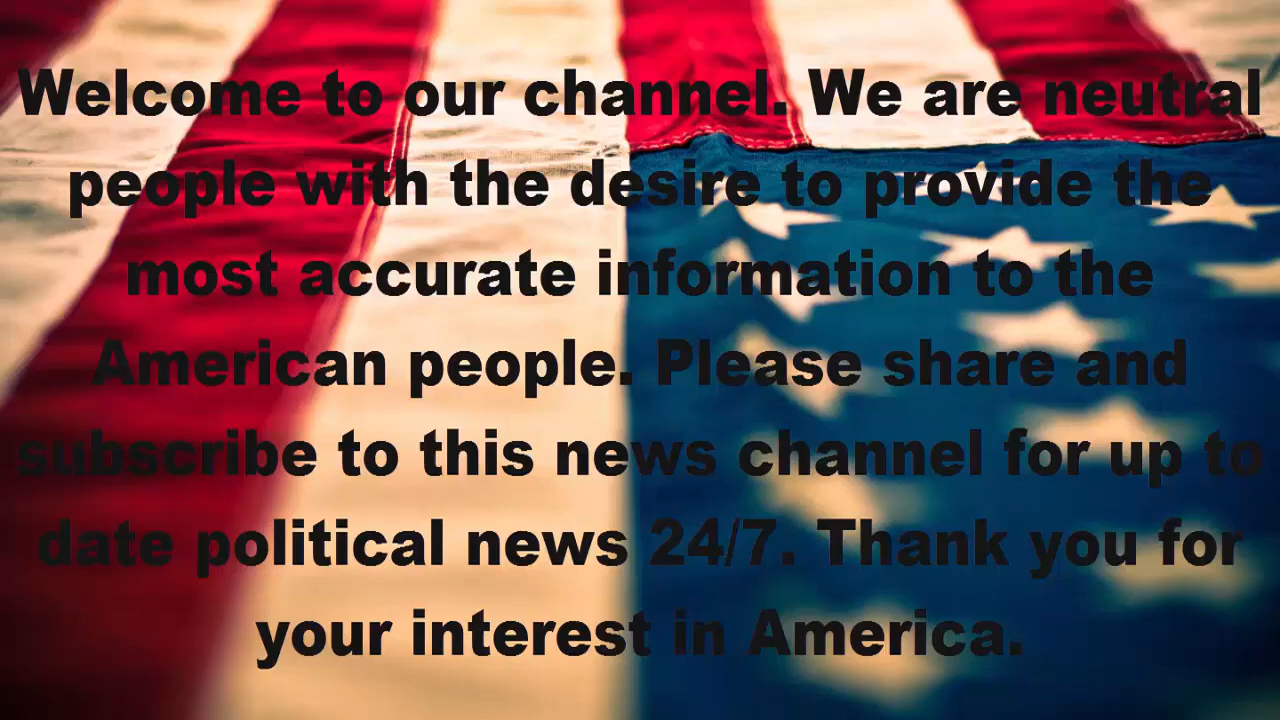 Welcome to our channel. We are neutral
people with the desire to provide the
most accurate information to the
American people. Please share and
subscribe to this news channel for up to
date political news 24/7. Thank you for
your interest in America.